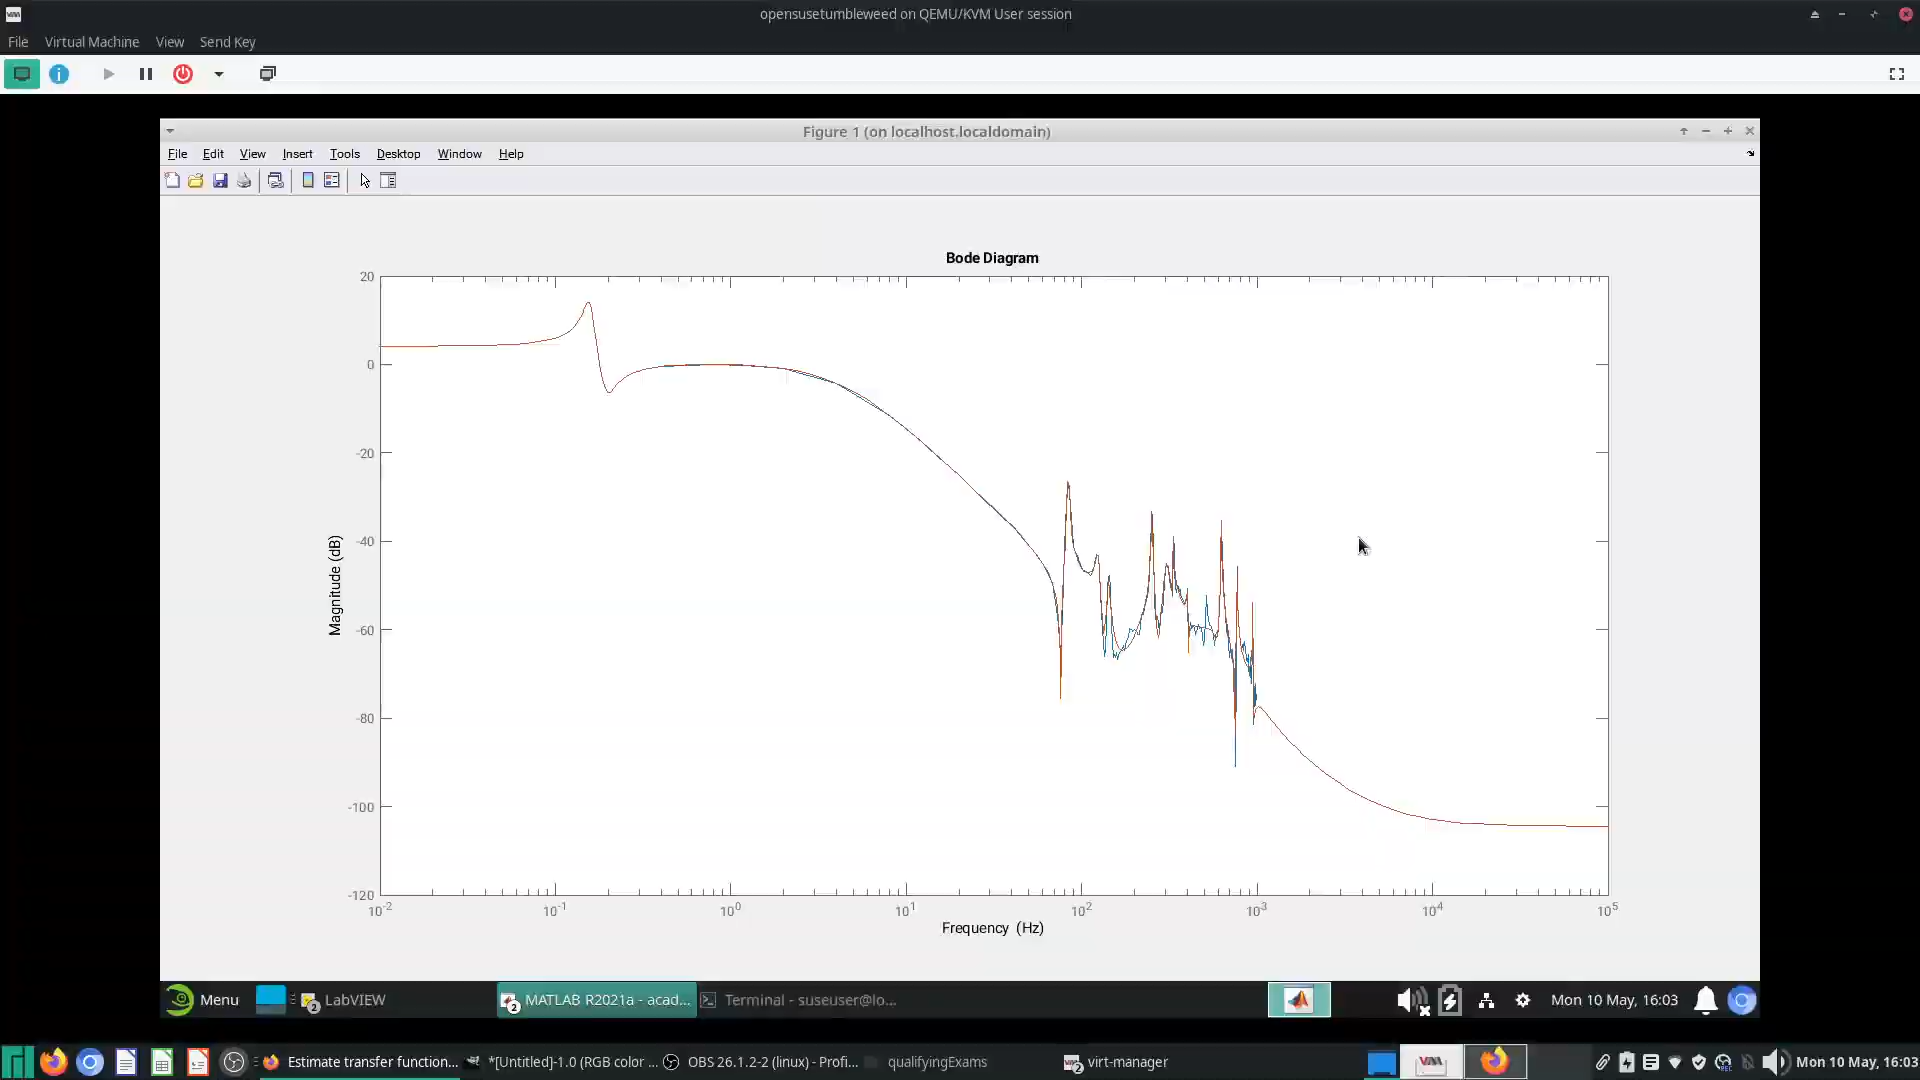 opensusetumbleweed on QEMU/KVM User session
File Virtual Machine View Send Key
Figure 1 (on localhost.localdomain)
File Edit View Insert Tools Desktop Window Help
Bode Diagram
20
0
-20
-40
-60
-80
-100
-120
Magnitude (dB)
10-2 10-1 100 101 102 103 104 105
Frequency (Hz)
Menu 2 LabVIEW 2 MATLAB R2021a - acad... Terminal - suseuser@lo... Mon 10 May, 16:03
Estimate transfer function... *[Untitled]-1.0 (RGB color ... OBS 26.1.2-2 (linux) - Profi... qualifyingExams 2 virt-manager Mon 10 May, 16:03